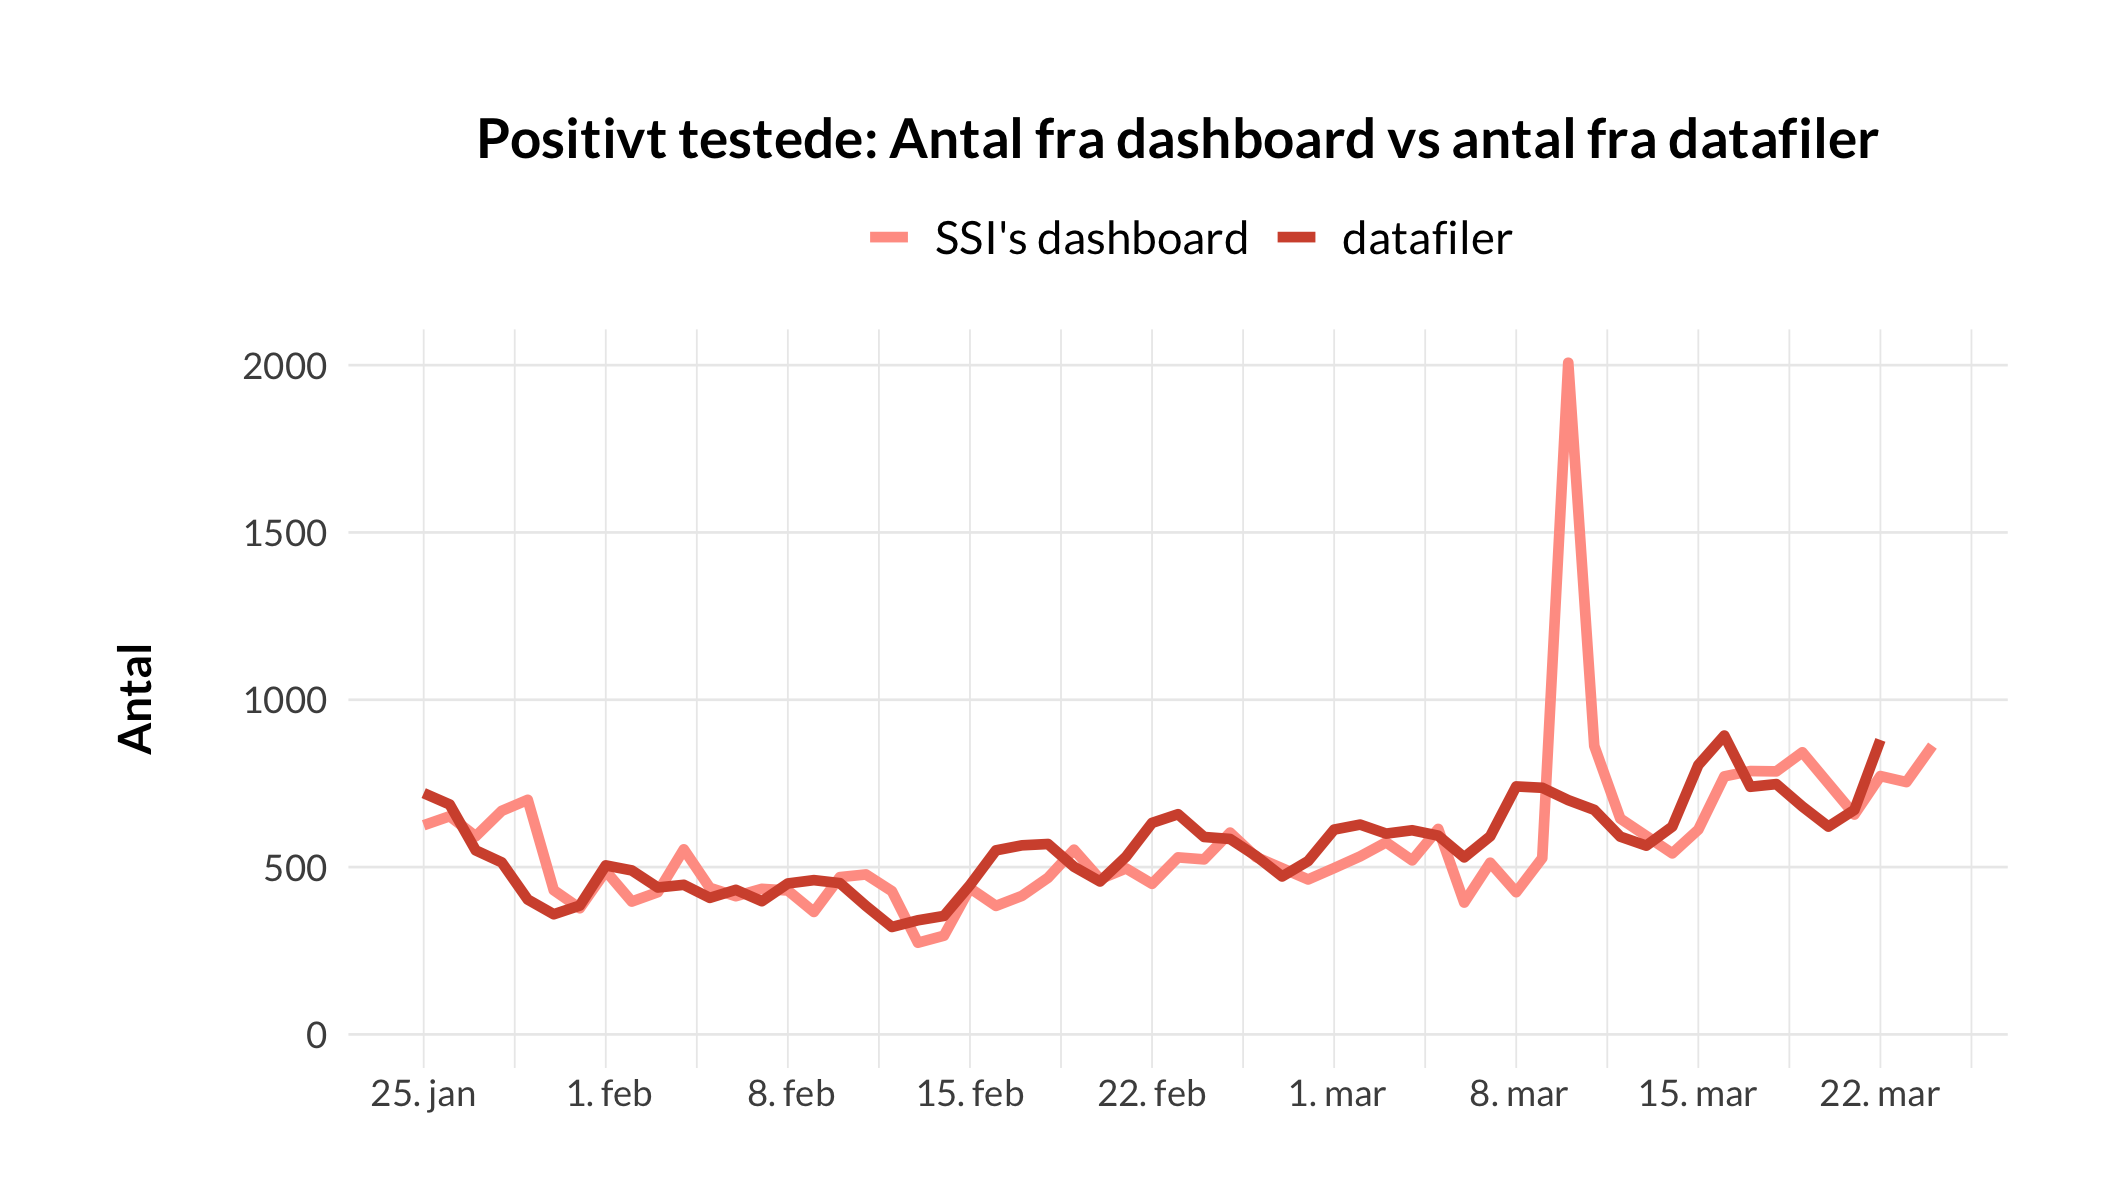 Positivt testede: Antal fra dashboard vs antal fra datafiler
SSI's dashboard datafiler
2000
1500
1000
500
0
Antal
25. jan 1. feb 8. feb 15. feb 22. feb 1. mar 8. mar 15. mar 22. mar